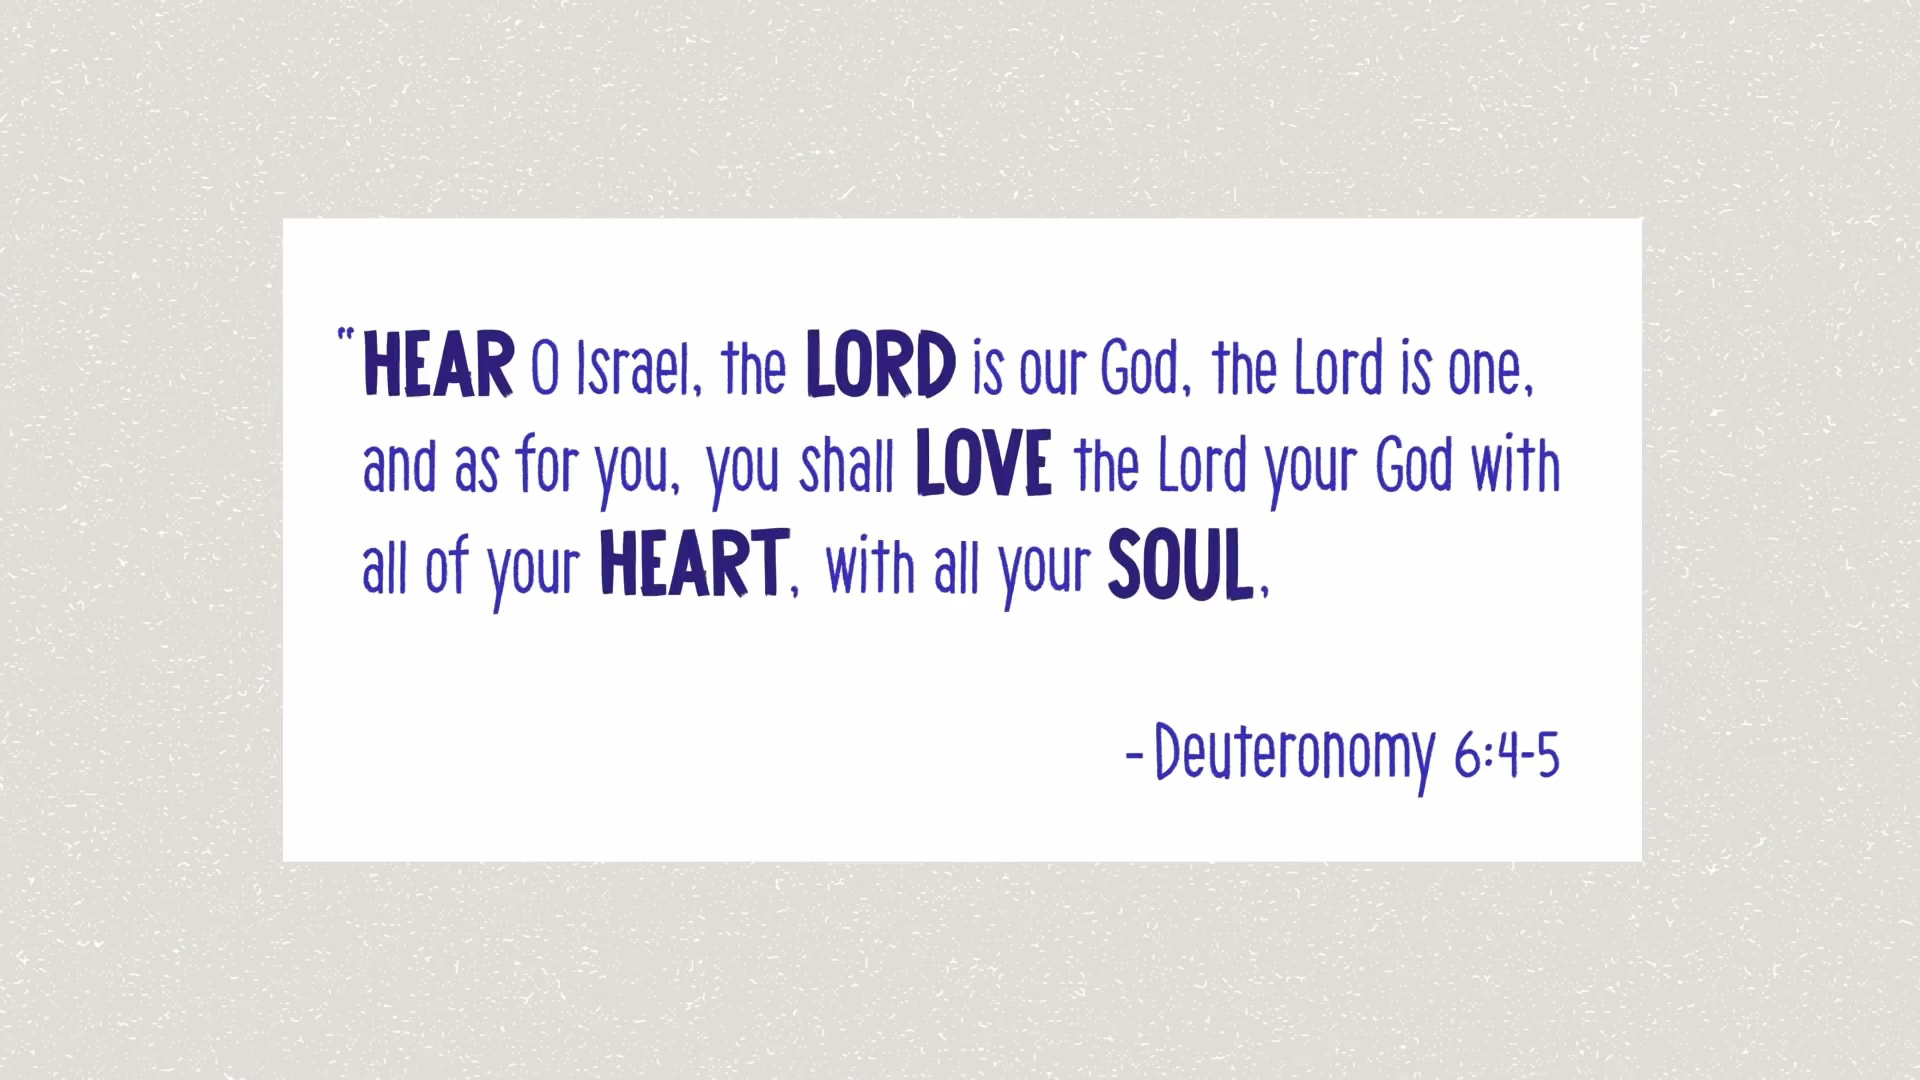 “HEAR O Israel, the LORD is our God, the Lord is one,
and as for you, you shall LOVE the Lord your God with
all of your HEART, with all your SOUL,
-Deuteronomy 6:4-5